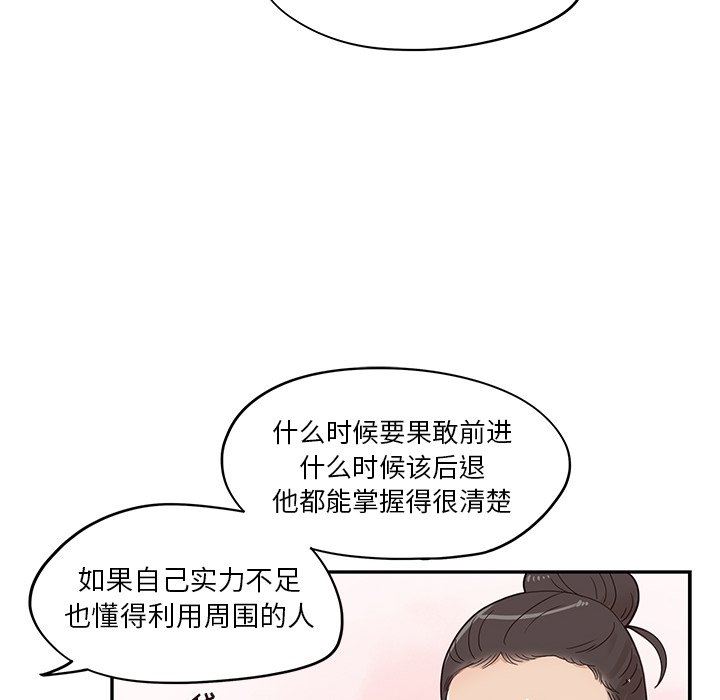 什么时候要果敢前进
什么时候该后退
他都能掌握得很清楚
如果自己实力不足
也懂得利用周围的人